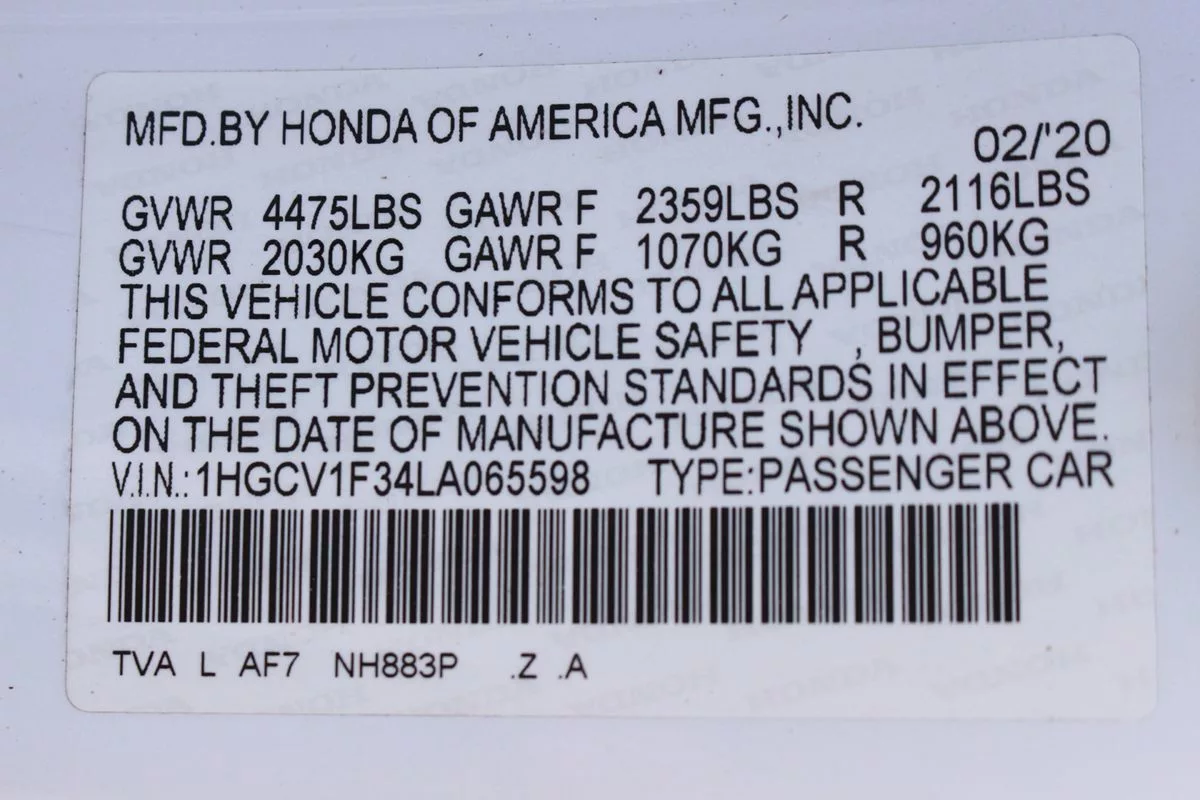 MFD.BY HONDA OF AMERICA MFG.,INC.
02/'20
GVWR 4475LBS GAWR F 2359LBS R 2116LBS
GVWR 2030KG GAWR F 1070KG R 960KG
THIS VEHICLE CONFORMS TO ALL APPLICABLE
FEDERAL MOTOR VEHICLE SAFETY , BUMPER,
AND THEFT PREVENTION STANDARDS IN EFFECT
ON THE DATE OF MANUFACTURE SHOWN ABOVE.
V.I.N.:1HGCV1F34LA065598 TYPE:PASSENGER CAR
TVA L AF7 NH883P .Z .A